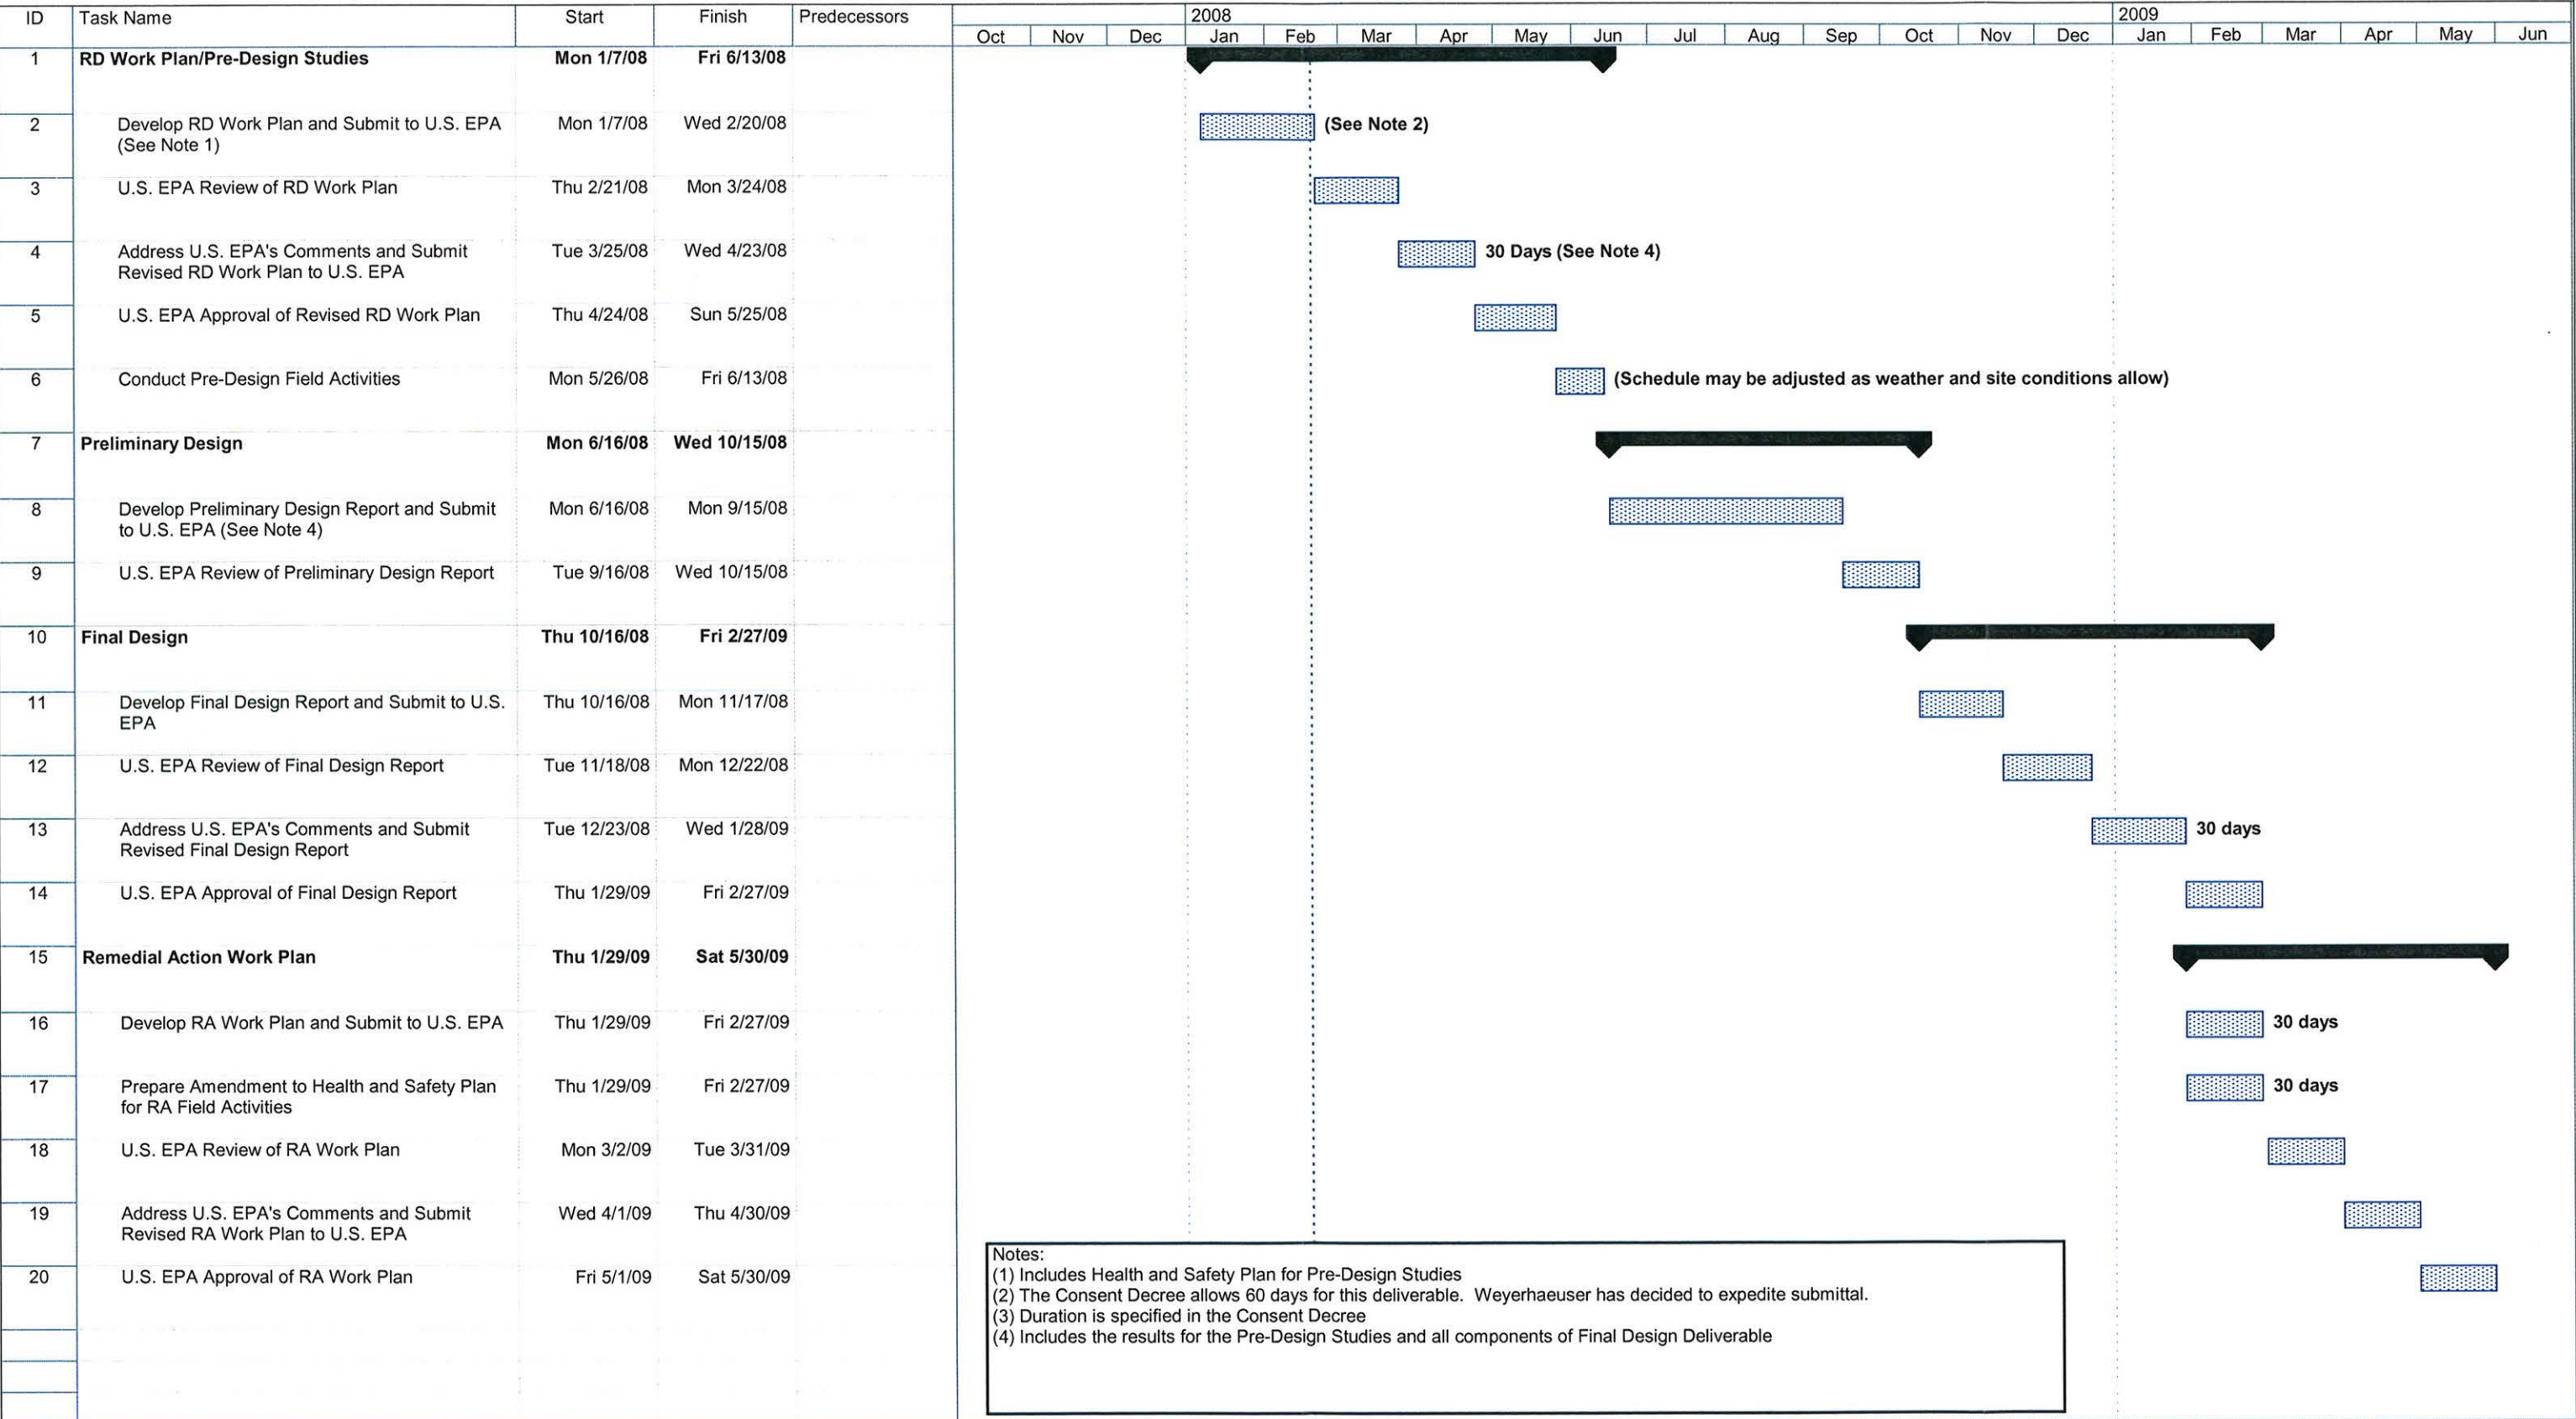 ID Task Name Start Finish Predecessors 2008 2009
Oct Nov Dec Jan Feb Mar Apr May Jun Jul Aug Sep Oct Nov Dec Jan Feb Mar Apr May Jun
1 RD Work Plan/Pre-Design Studies Mon 1/7/08 Fri 6/13/08
2 Develop RD Work Plan and Submit to U.S. EPA Mon 1/7/08 Wed 2/20/08 (See Note 2)
(See Note 1)
3 U.S. EPA Review of RD Work Plan Thu 2/21/08 Mon 3/24/08
4 Address U.S. EPA's Comments and Submit Tue 3/25/08 Wed 4/23/08 30 Days (See Note 4)
Revised RD Work Plan to U.S. EPA
5 U.S. EPA Approval of Revised RD Work Plan Thu 4/24/08 Sun 5/25/08
6 Conduct Pre-Design Field Activities Mon 5/26/08 Fri 6/13/08 (Schedule may be adjusted as weather and site conditions allow)
7 Preliminary Design Mon 6/16/08 Wed 10/15/08
8 Develop Preliminary Design Report and Submit Mon 6/16/08 Mon 9/15/08
to U.S. EPA (See Note 4)
9 U.S. EPA Review of Preliminary Design Report Tue 9/16/08 Wed 10/15/08
10 Final Design Thu 10/16/08 Fri 2/27/09
11 Develop Final Design Report and Submit to U.S. Thu 10/16/08 Mon 11/17/08
EPA
12 U.S. EPA Review of Final Design Report Tue 11/18/08 Mon 12/22/08
13 Address U.S. EPA's Comments and Submit Tue 12/23/08 Wed 1/28/09 30 days
Revised Final Design Report
14 U.S. EPA Approval of Final Design Report Thu 1/29/09 Fri 2/27/09
15 Remedial Action Work Plan Thu 1/29/09 Sat 5/30/09
16 Develop RA Work Plan and Submit to U.S. EPA Thu 1/29/09 Fri 2/27/09 30 days
17 Prepare Amendment to Health and Safety Plan Thu 1/29/09 Fri 2/27/09 30 days
for RA Field Activities
18 U.S. EPA Review of RA Work Plan Mon 3/2/09 Tue 3/31/09
19 Address U.S. EPA's Comments and Submit Wed 4/1/09 Thu 4/30/09
Revised RA Work Plan to U.S. EPA
20 U.S. EPA Approval of RA Work Plan Fri 5/1/09 Sat 5/30/09
Notes:
(1) Includes Health and Safety Plan for Pre-Design Studies
(2) The Consent Decree allows 60 days for this deliverable. Weyerhaeuser has decided to expedite submittal.
(3) Duration is specified in the Consent Decree
(4) Includes the results for the Pre-Design Studies and all components of Final Design Deliverable